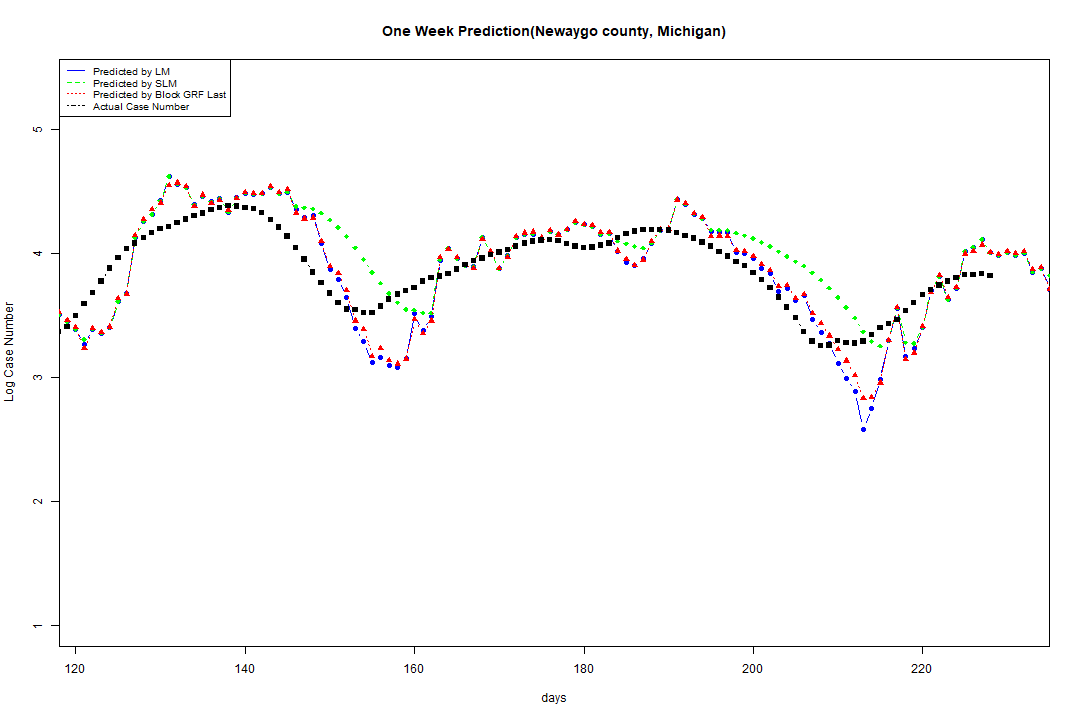 One Week Prediction(Newaygo county, Michigan)
Predicted by LM
Predicted by SLM
Predicted by Block GRF Last
Actual Case Number
5
4
3
2
1
Log Case Number
120 140 160 180 200 220
days